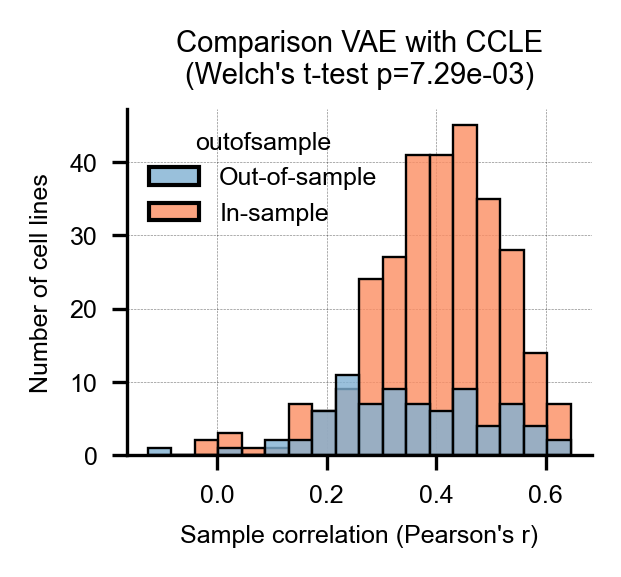 Comparison VAE with CCLE
(Welch's t-test p=7.29e-03)
outofsample
Out-of-sample
In-sample
Number of cell lines
40
30
20
10
0
0.0
0.2
0.4
0.6
Sample correlation (Pearson's r)